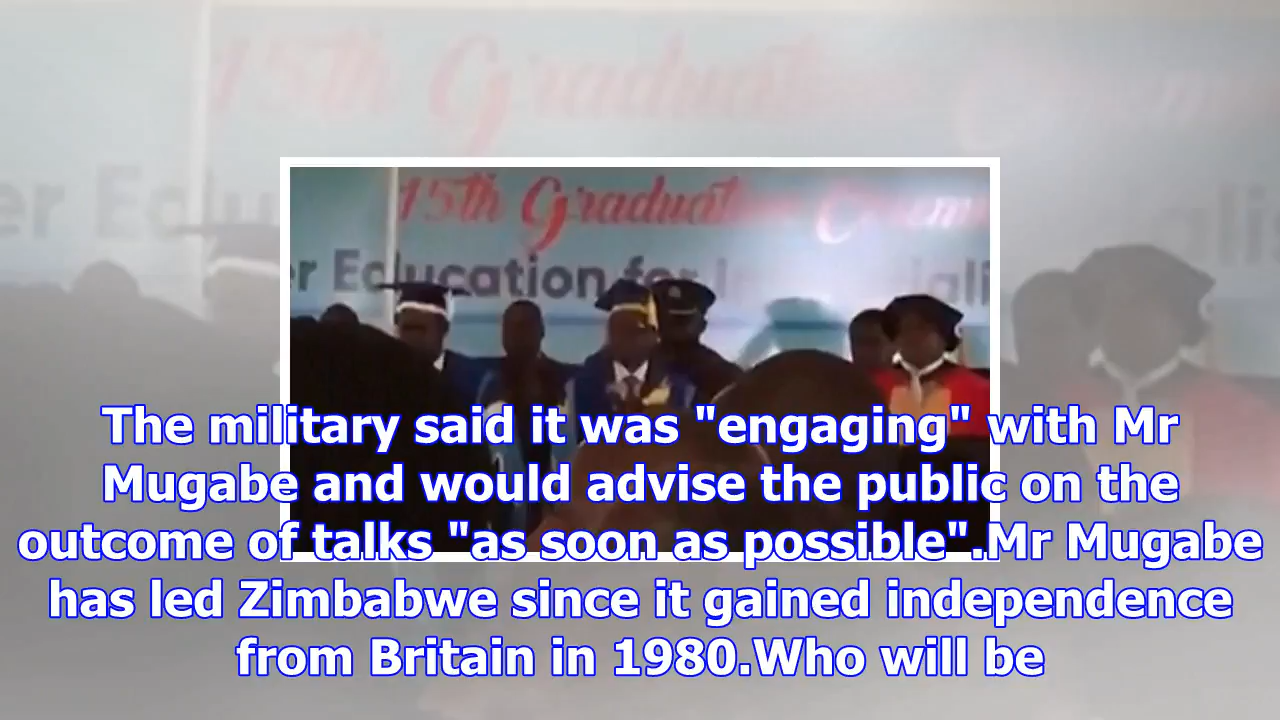 15th Graduation
er Education for
The military said it was "engaging" with Mr
Mugabe and would advise the public on the
outcome of talks "as soon as possible".Mr Mugabe
has led Zimbabwe since it gained independence
from Britain in 1980.Who will be